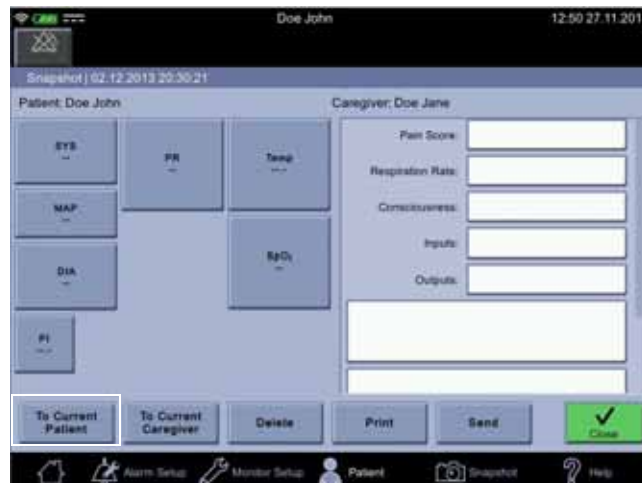 Doe John
12:50 27.11.201
Snapshot | 02.12.2013 20:30:21
Patient: Doe John
Caregiver: Doe Jane
SYS
--
PR
--
Temp
--.-
MAP
--
DIA
--
SpO₂
--
PI
--.--
Pain Score:
Respiration Rate:
Consciousness:
Inputs:
Outputs:
To Current
Patient
To Current
Caregiver
Delete
Print
Send
Close
Alarm Setup
Monitor Setup
Patient
Snapshot
Help